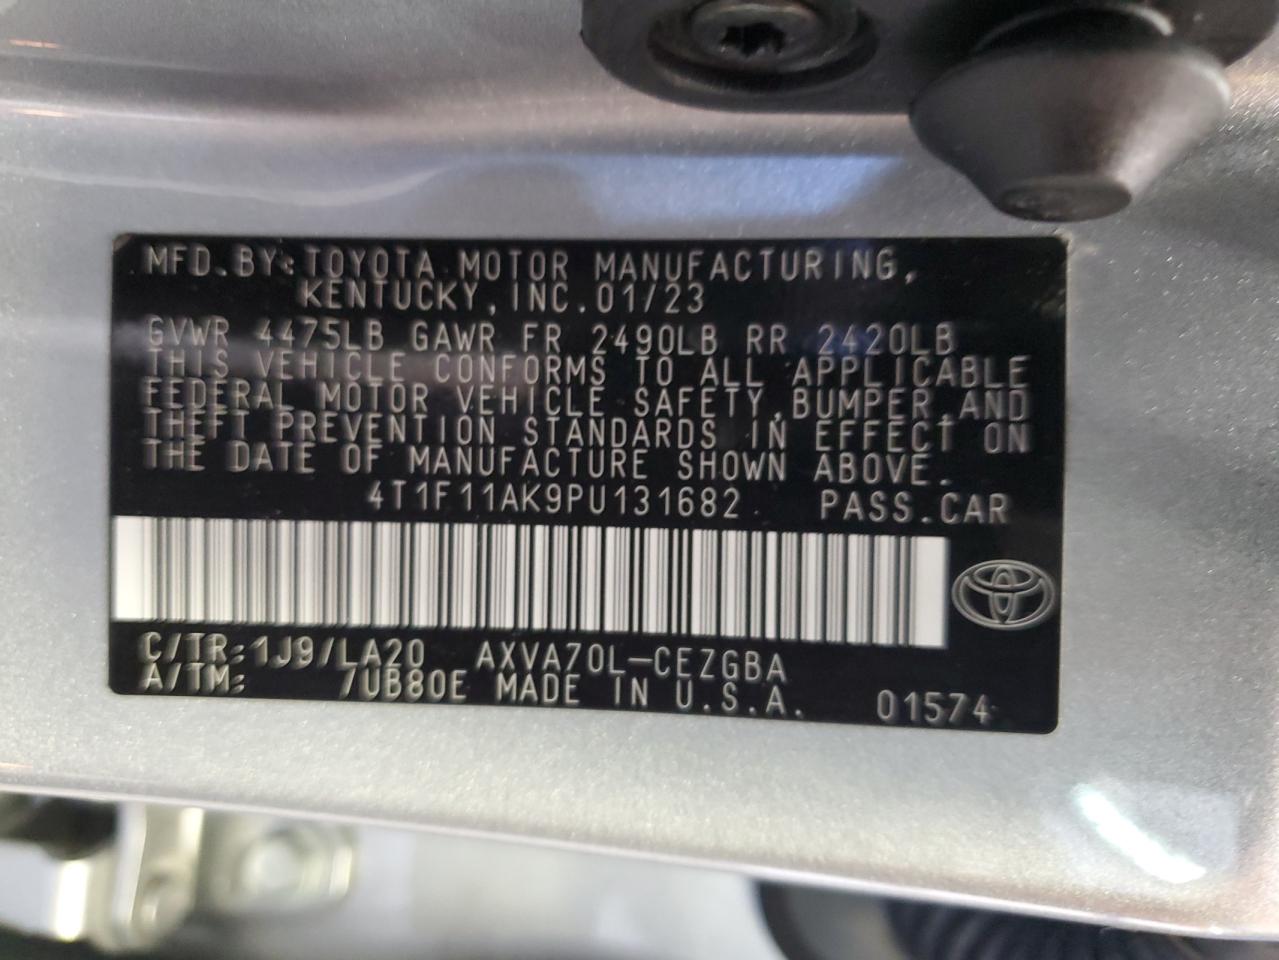 MFD.BY:TOYOTA MOTOR MANUFACTURING,
KENTUCKY,INC.01/23
GVWR 4475LB GAWR FR 2490LB RR 2420LB
THIS VEHICLE CONFORMS TO ALL APPLICABLE
FEDERAL MOTOR VEHICLE SAFETY,BUMPER,AND
THEFT PREVENTION STANDARDS IN EFFECT ON
THE DATE OF MANUFACTURE SHOWN ABOVE.
4T1F11AK9PU131682 PASS.CAR
C/TR:1J9/LA20 AXVA70L-CEZGBA
A/TM: /UB80E MADE IN U.S.A. 01574